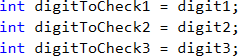 int digitToCheck1 = digit1;
int digitToCheck2 = digit2;
int digitToCheck3 = digit3;